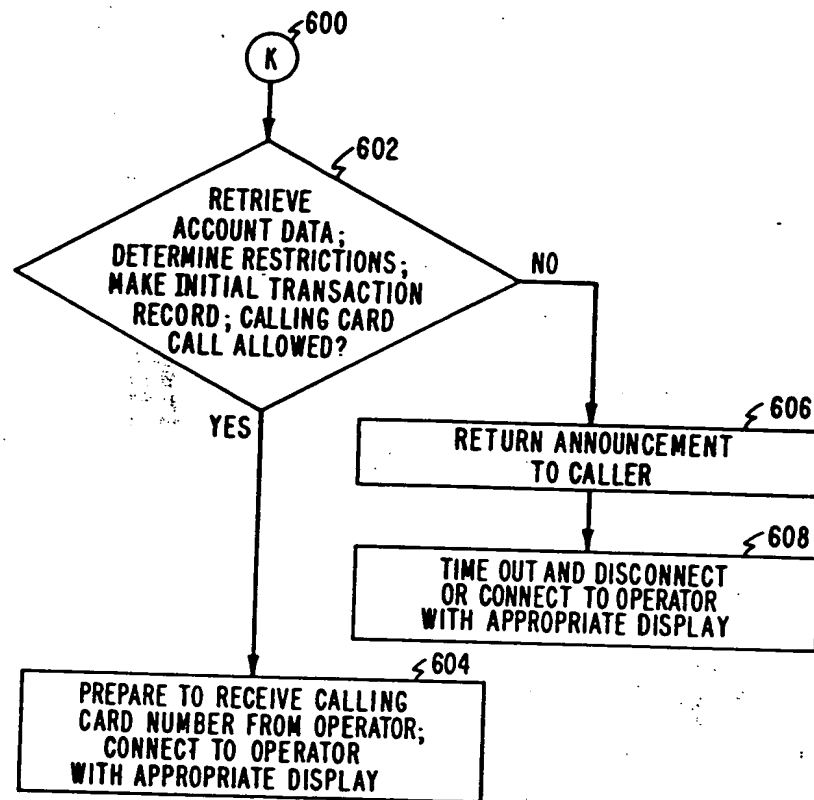 600
K
602
RETRIEVE
ACCOUNT DATA;
DETERMINE RESTRICTIONS;
MAKE INITIAL TRANSACTION
RECORD; CALLING CARD
CALL ALLOWED?
NO
YES
606
RETURN ANNOUNCEMENT
TO CALLER
608
TIME OUT AND DISCONNECT
OR CONNECT TO OPERATOR
WITH APPROPRIATE DISPLAY
604
PREPARE TO RECEIVE CALLING
CARD NUMBER FROM OPERATOR;
CONNECT TO OPERATOR
WITH APPROPRIATE DISPLAY